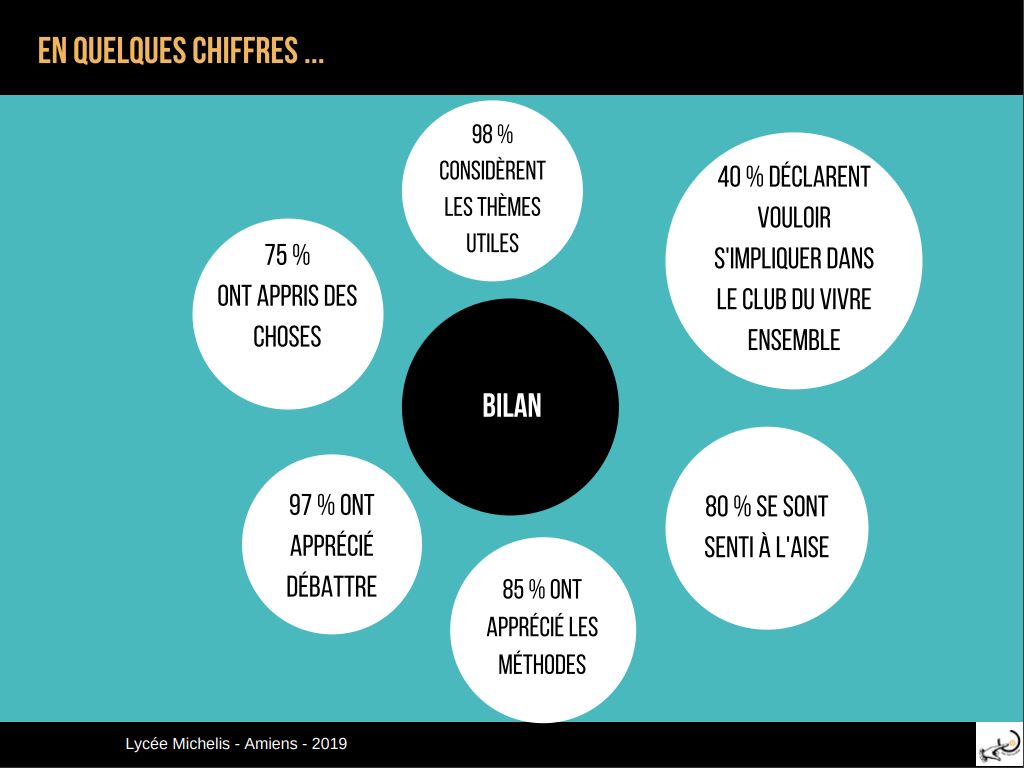 EN QUELQUES CHIFFRES ...
98 %
CONSIDÈRENT
LES THÈMES
UTILES
40 % DÉCLARENT
VOULOIR
S'IMPLIQUER DANS
LE CLUB DU VIVRE
ENSEMBLE
75 %
ONT APPRIS DES
CHOSES
BILAN
97 % ONT
APPRÉCIÉ
DÉBATTRE
80 % SE SONT
SENTI À L'AISE
85 % ONT
APPRÉCIÉ LES
MÉTHODES
Lycée Michelis - Amiens - 2019